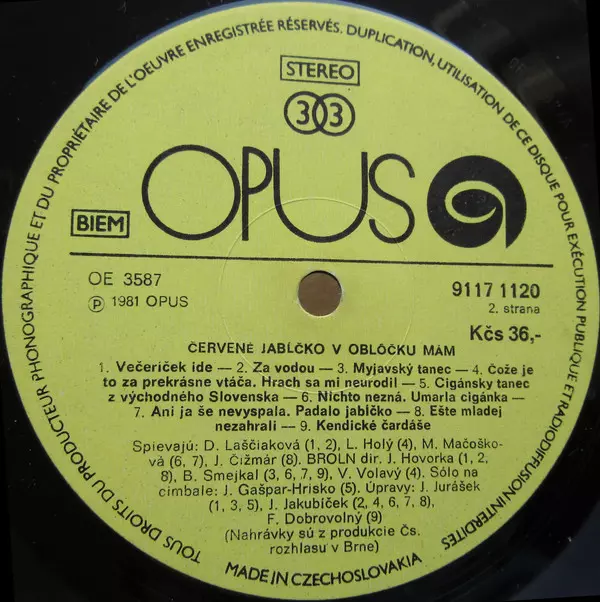 TOUS DROITS DU PRODUCTEUR PHONOGRAPHIQUE ET DU PROPRIÉTAIRE DE L'OEUVRE ENREGISTRÉE RÉSERVÉS. DUPLICATION, UTILISATION DE CE DISQUE POUR EXÉCUTION PUBLIQUE ET RADIODIFFUSION INTERDITES
STEREO
33
OPUS
BIEM
OE 3587
Ⓟ 1981 OPUS
9117 1120
2. strana
Kčs 36,-
ČERVENÉ JABĹČKO V OBLÔČKU MÁM
1. Večeríček ide — 2. Za vodou — 3. Myjavský tanec — 4. Čože je
to za prekrásne vtáča. Hrach sa mi neurodil — 5. Cigánsky tanec
z východného Slovenska — 6. Nichto nezná. Umarla cigánka —
7. Ani ja še nevyspala. Padalo jabĺčko — 8. Ešte mladej
nezahrali — 9. Kendické čardáše
Spievajú: D. Laščiaková (1, 2), L. Holý (4), M. Mačoško-
vá (6, 7), J. Čižmár (8). BROLN dir. J. Hovorka (1, 2,
8), B. Smejkal (3, 6, 7, 9), V. Volavý (4). Sólo na
cimbale: J. Gašpar-Hrisko (5). Úpravy: J. Jurášek
(1, 3, 5), J. Jakubíček (2, 4, 6, 7, 8),
F. Dobrovolný (9)
(Nahrávky sú z produkcie Čs.
rozhlasu v Brne)
MADE IN CZECHOSLOVAKIA